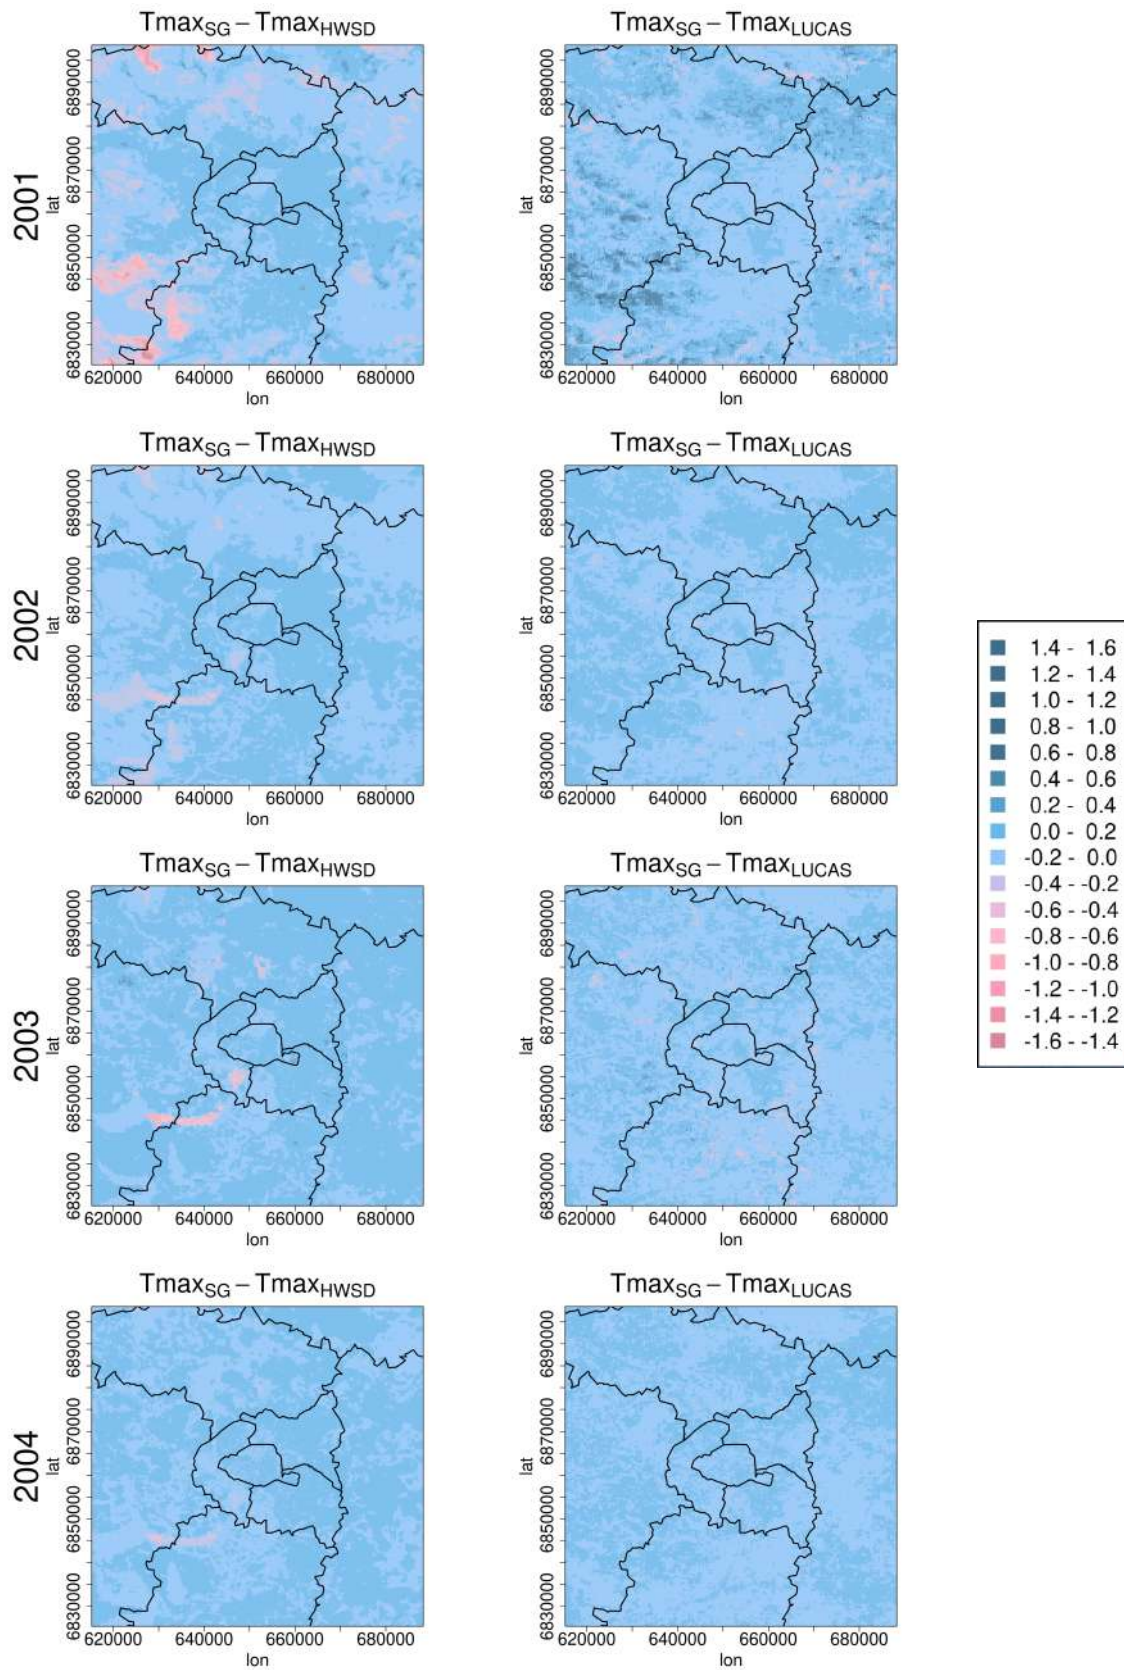 Tmax_SG – Tmax_HWSD
Tmax_SG – Tmax_LUCAS
2001
lat
6890000
6870000
6850000
6830000
620000 640000 660000 680000
lon
lat
6890000
6870000
6850000
6830000
620000 640000 660000 680000
lon
Tmax_SG – Tmax_HWSD
Tmax_SG – Tmax_LUCAS
2002
lat
6890000
6870000
6850000
6830000
620000 640000 660000 680000
lon
lat
6890000
6870000
6850000
6830000
620000 640000 660000 680000
lon
1.4 - 1.6
1.2 - 1.4
1.0 - 1.2
0.8 - 1.0
0.6 - 0.8
0.4 - 0.6
0.2 - 0.4
0.0 - 0.2
-0.2 - 0.0
-0.4 - -0.2
-0.6 - -0.4
-0.8 - -0.6
-1.0 - -0.8
-1.2 - -1.0
-1.4 - -1.2
-1.6 - -1.4
Tmax_SG – Tmax_HWSD
Tmax_SG – Tmax_LUCAS
2003
lat
6890000
6870000
6850000
6830000
620000 640000 660000 680000
lon
lat
6890000
6870000
6850000
6830000
620000 640000 660000 680000
lon
Tmax_SG – Tmax_HWSD
Tmax_SG – Tmax_LUCAS
2004
lat
6890000
6870000
6850000
6830000
620000 640000 660000 680000
lon
lat
6890000
6870000
6850000
6830000
620000 640000 660000 680000
lon